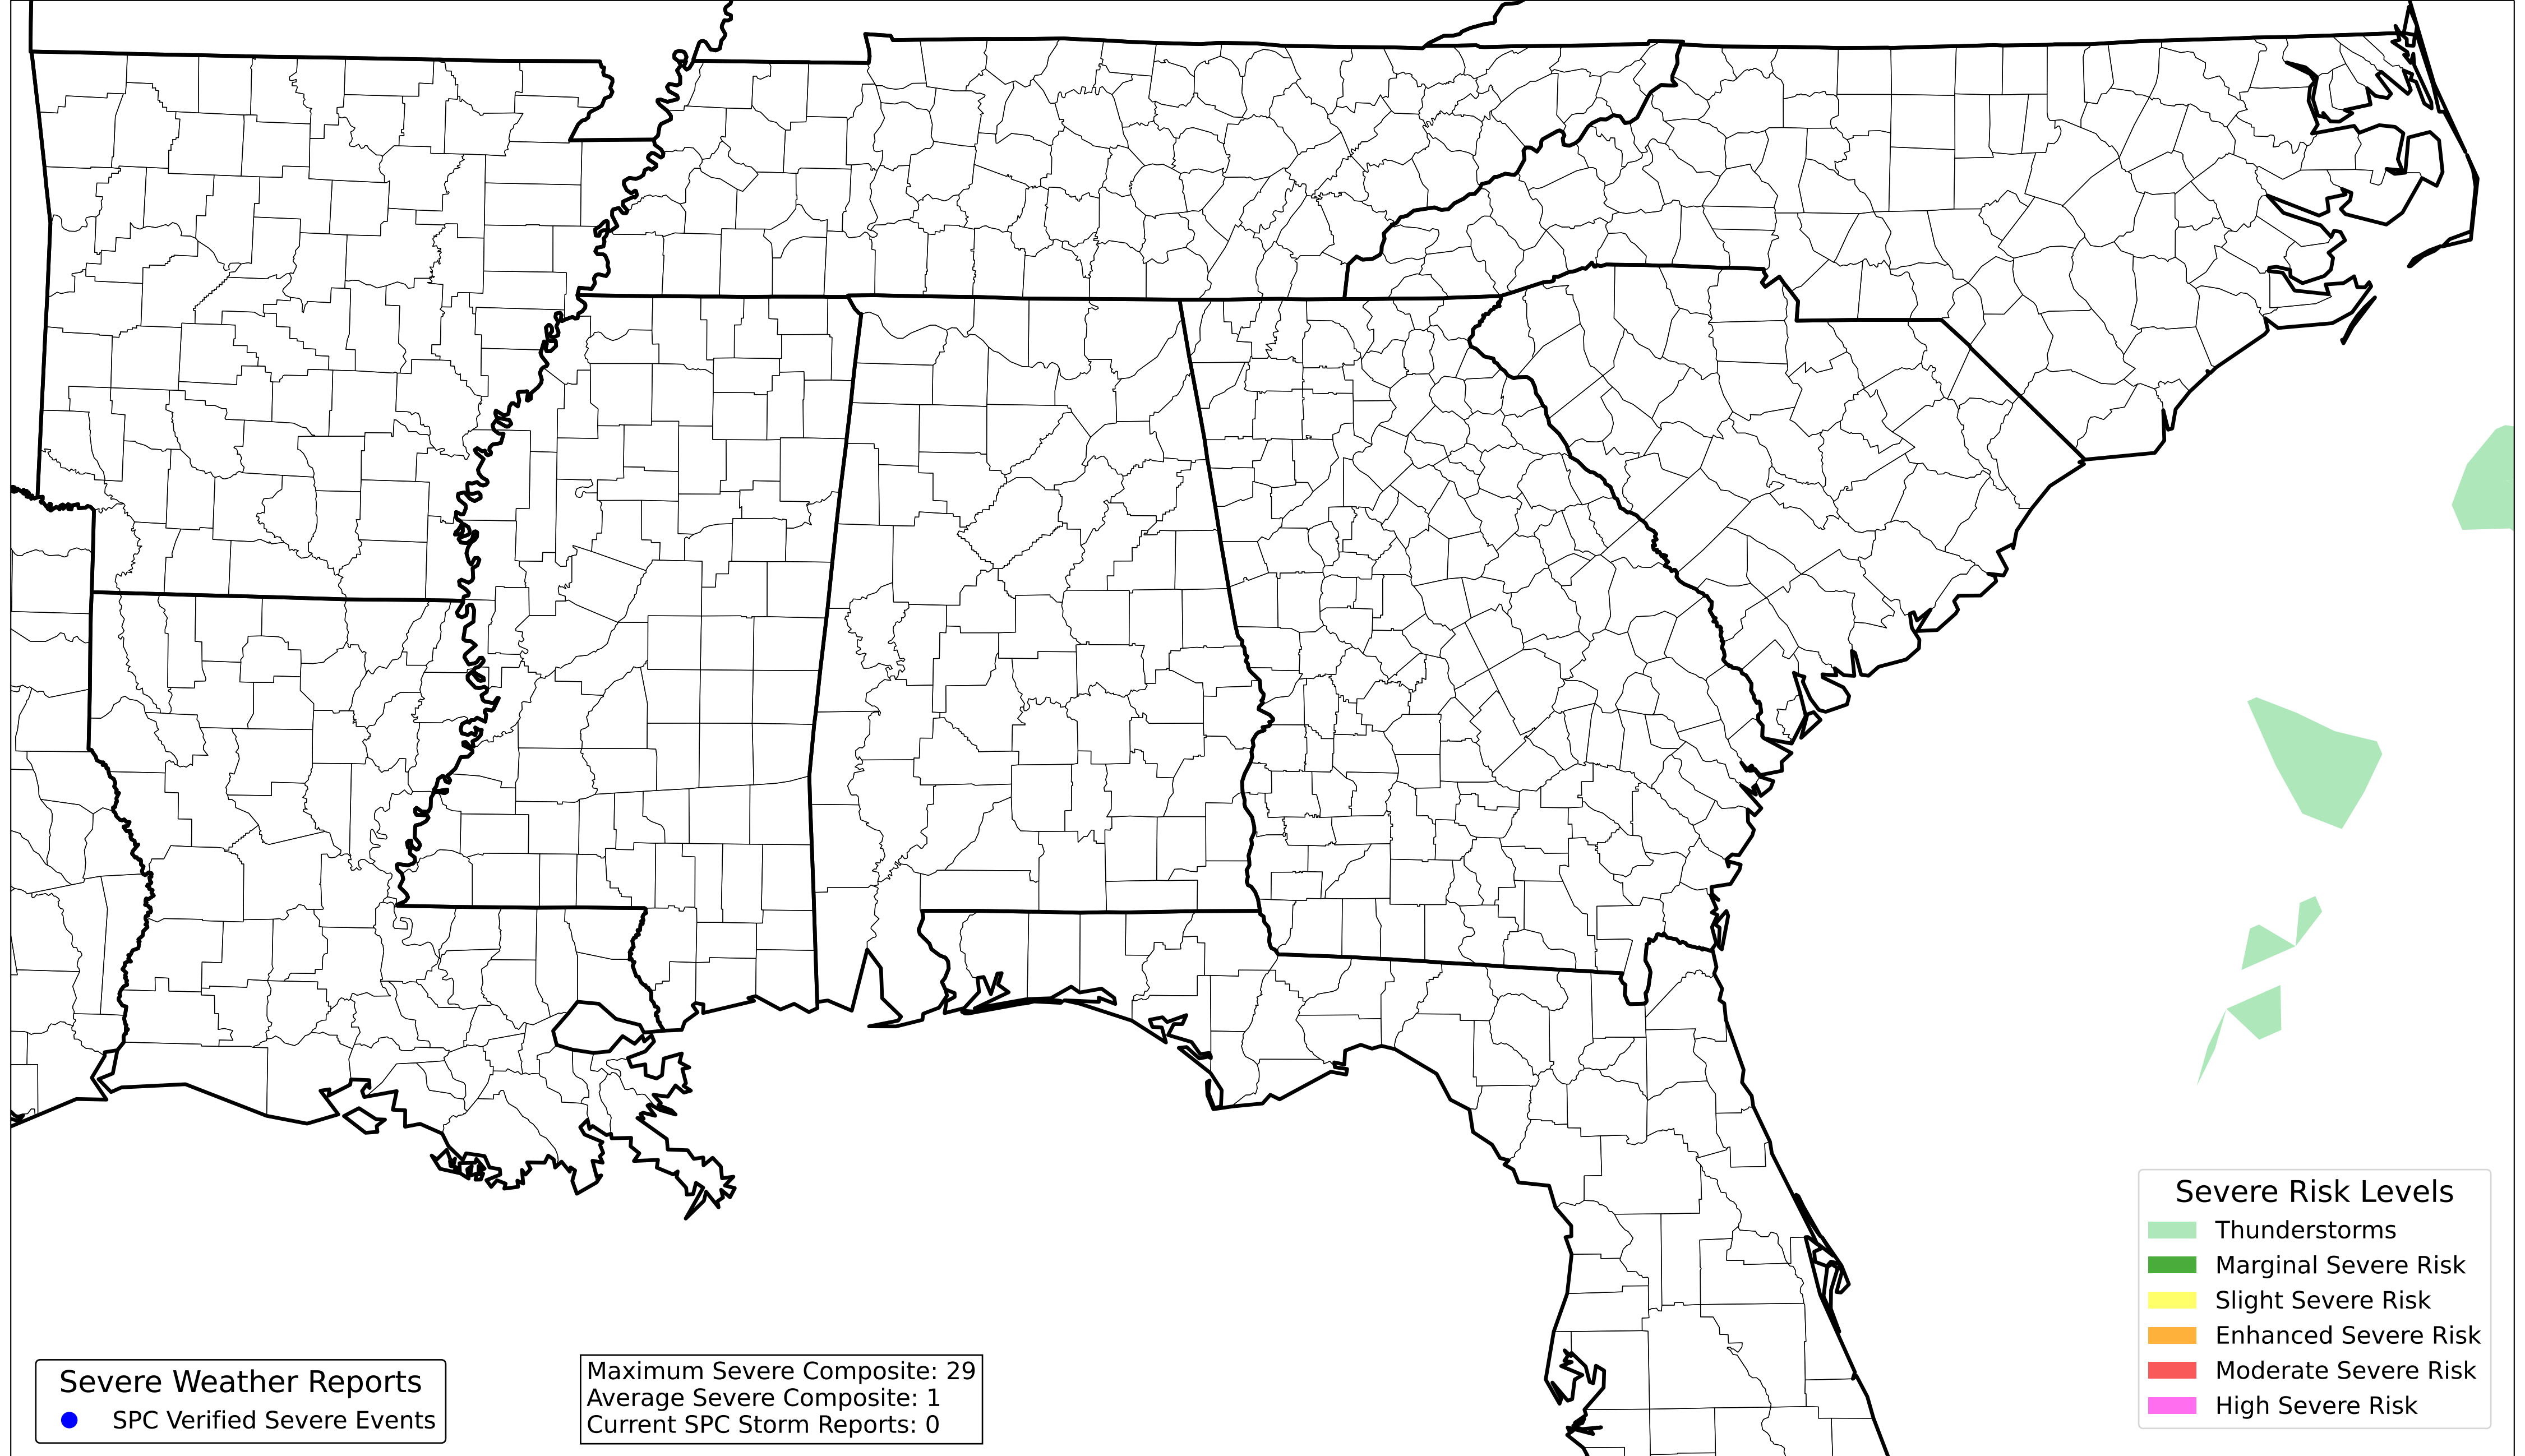 Severe Risk Levels
Thunderstorms
Marginal Severe Risk
Slight Severe Risk
Enhanced Severe Risk
Moderate Severe Risk
High Severe Risk
Severe Weather Reports
SPC Verified Severe Events
Maximum Severe Composite: 29
Average Severe Composite: 1
Current SPC Storm Reports: 0